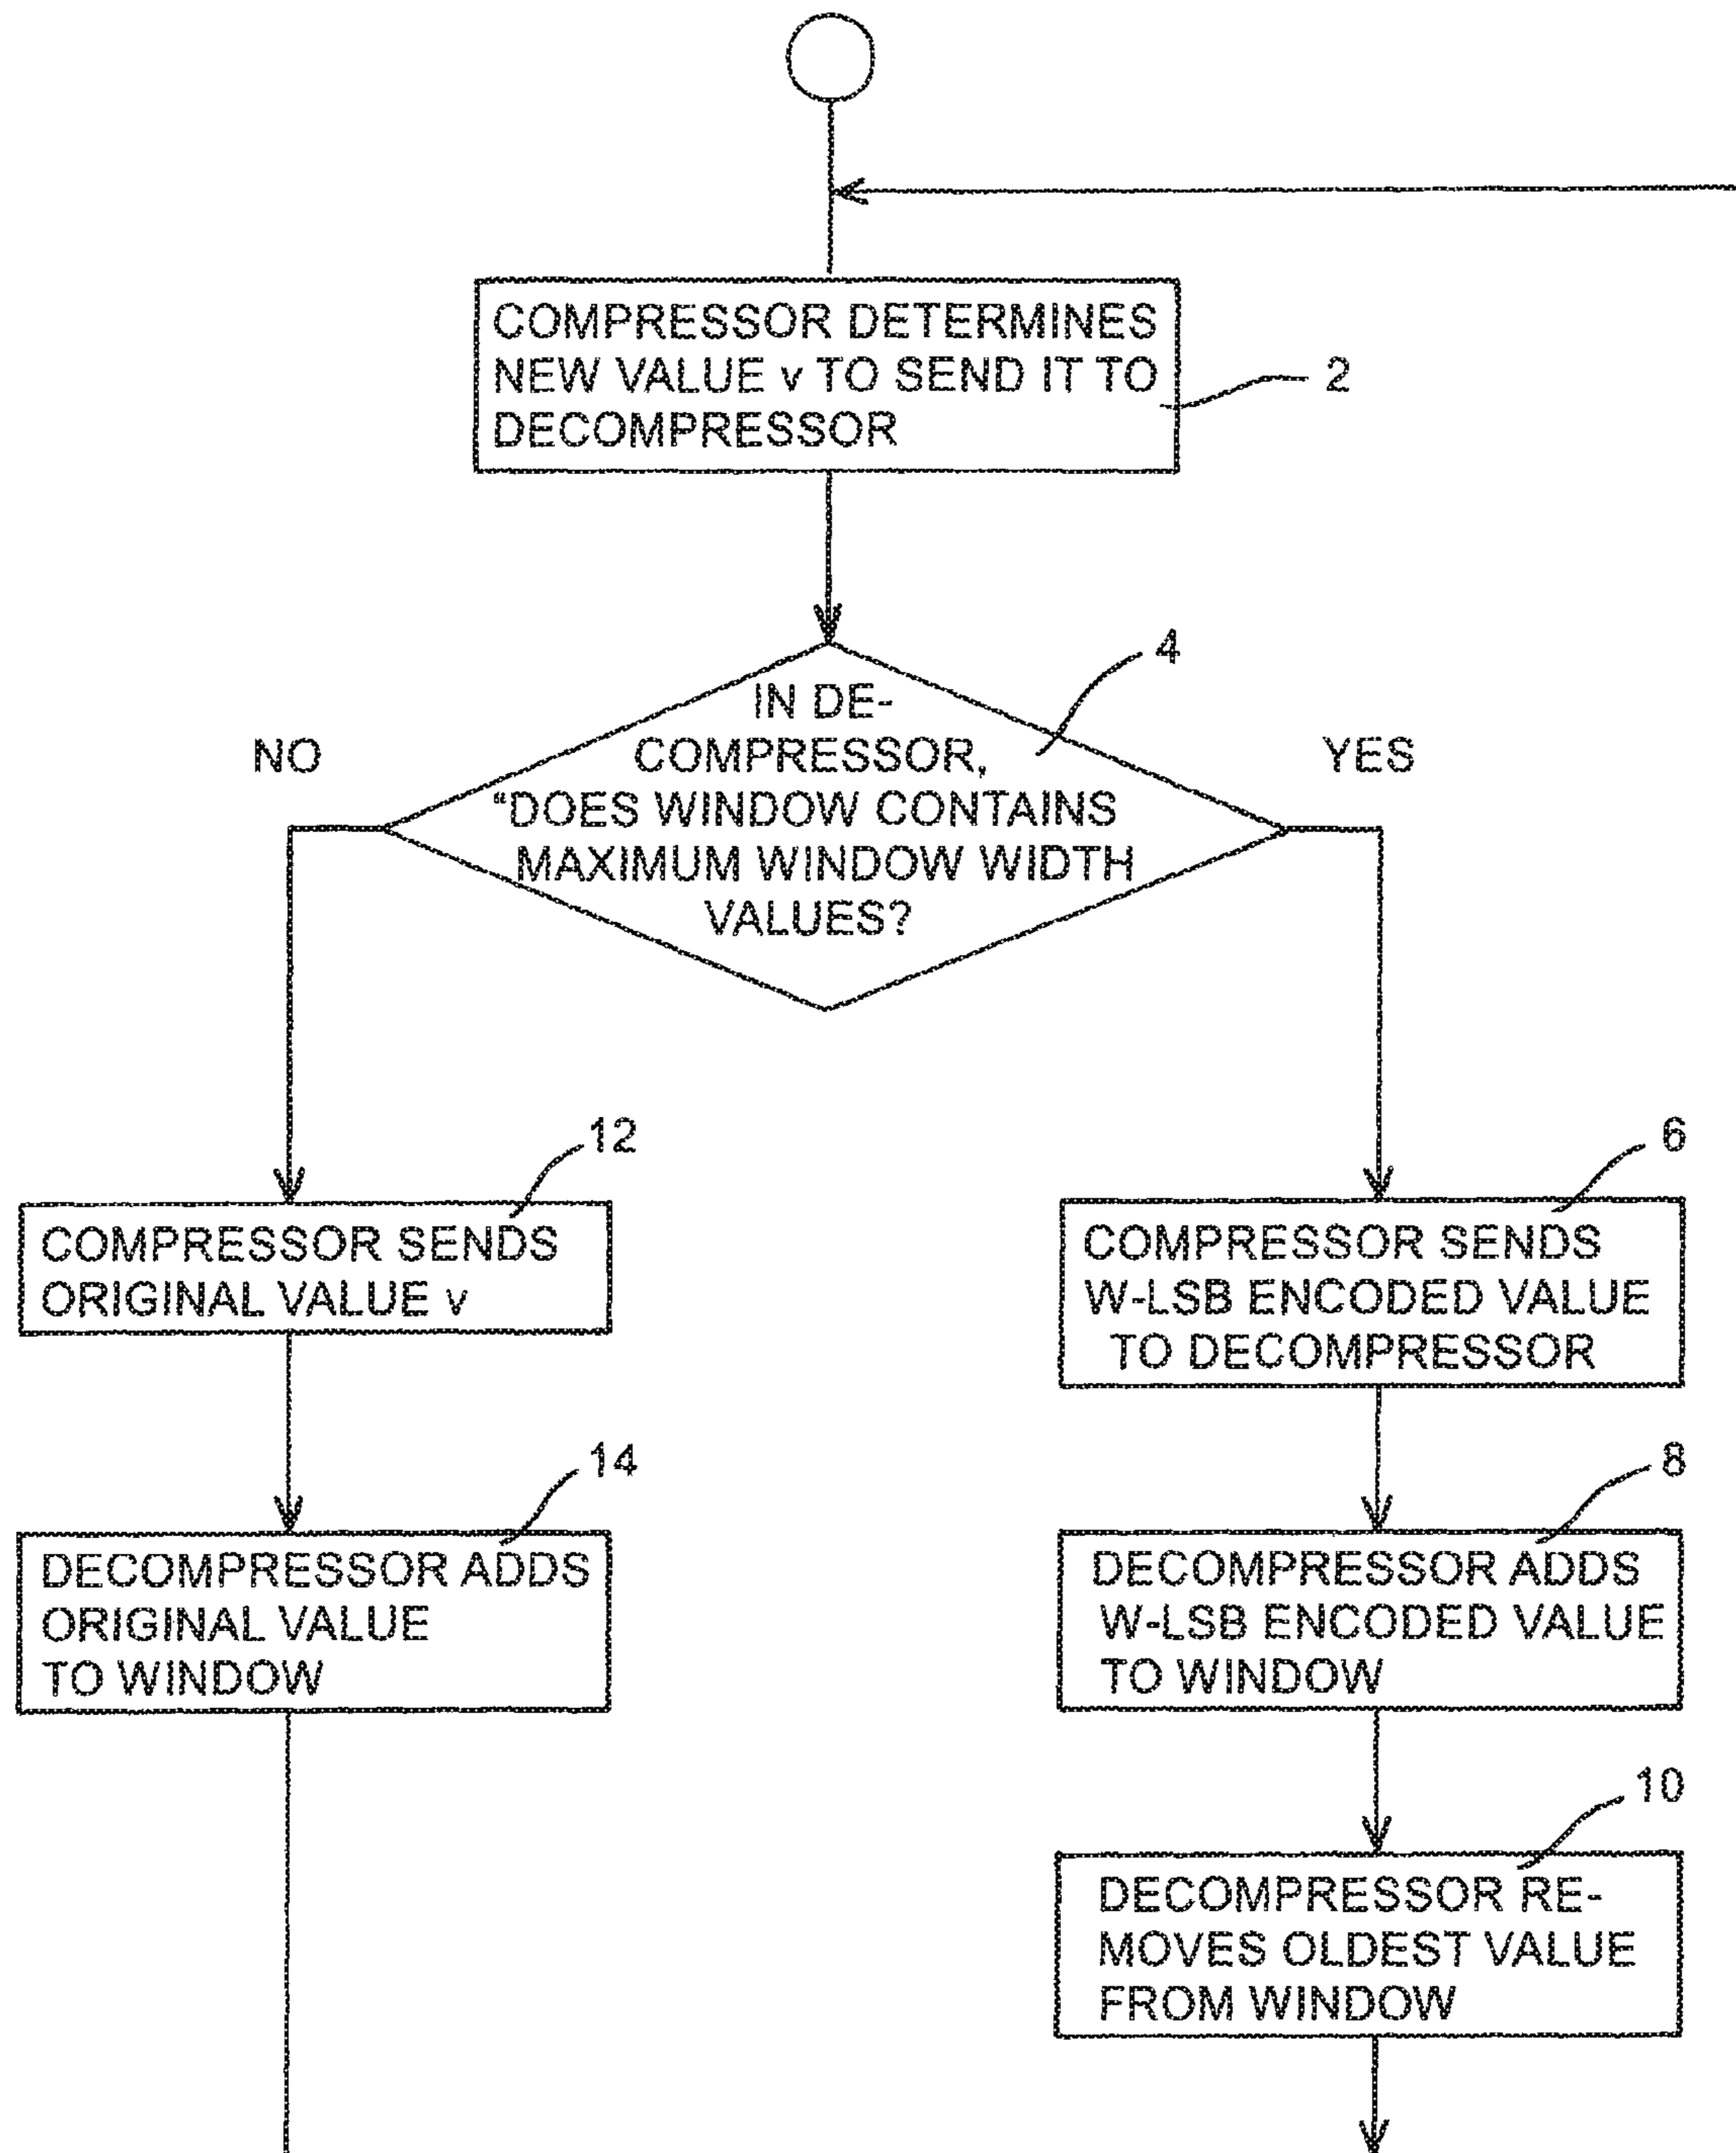 COMPRESSOR DETERMINES
NEW VALUE v TO SEND IT TO
DECOMPRESSOR
2
4
IN DE-
COMPRESSOR,
"DOES WINDOW CONTAINS
MAXIMUM WINDOW WIDTH
VALUES?
NO
YES
12
COMPRESSOR SENDS
ORIGINAL VALUE v
14
DECOMPRESSOR ADDS
ORIGINAL VALUE
TO WINDOW
6
COMPRESSOR SENDS
W-LSB ENCODED VALUE
TO DECOMPRESSOR
8
DECOMPRESSOR ADDS
W-LSB ENCODED VALUE
TO WINDOW
10
DECOMPRESSOR RE-
MOVES OLDEST VALUE
FROM WINDOW